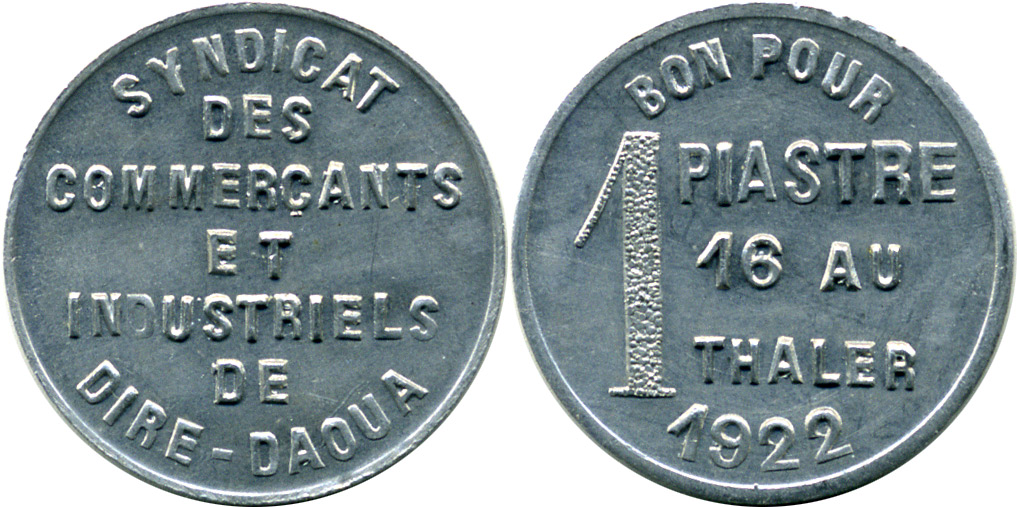 SYNDICAT
DES
COMMERÇANTS
ET
INDUSTRIELS
DE
DIRE-DAOUA
BON POUR
1 PIASTRE
16 AU
THALER
1922